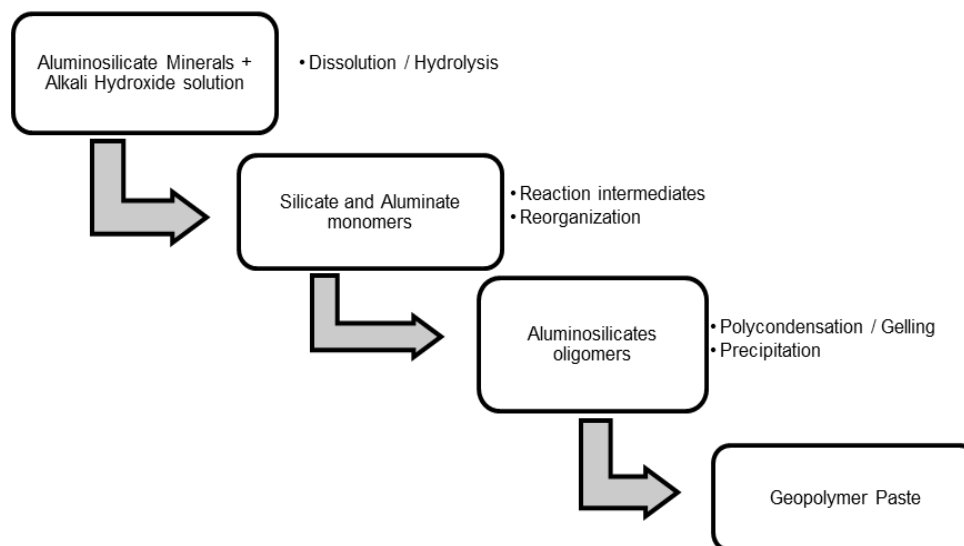 Aluminosilicate Minerals +
Alkali Hydroxide solution
• Dissolution / Hydrolysis
Silicate and Aluminate
monomers
• Reaction intermediates
• Reorganization
Aluminosilicates
oligomers
• Polycondensation / Gelling
• Precipitation
Geopolymer Paste